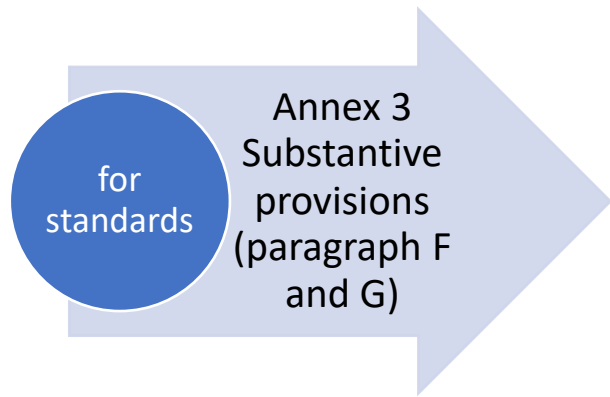 for
standards
Annex 3
Substantive
provisions
(paragraph F
and G)